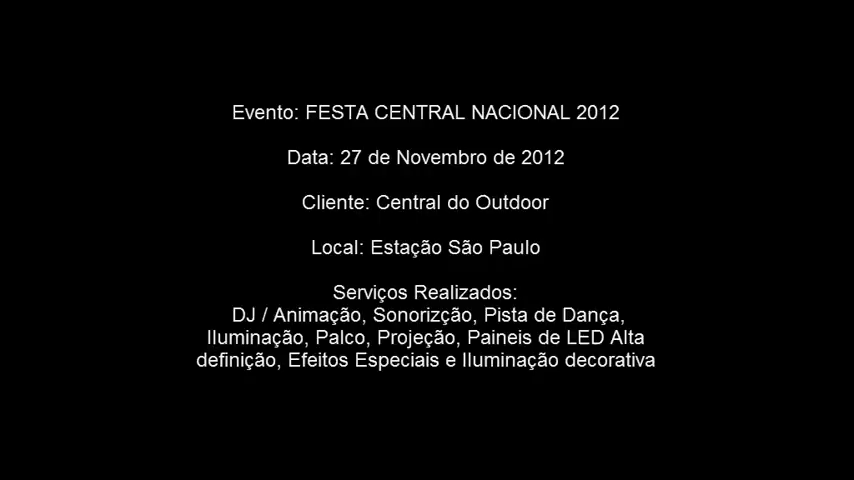 Evento: FESTA CENTRAL NACIONAL 2012
Data: 27 de Novembro de 2012
Cliente: Central do Outdoor
Local: Estação São Paulo
Serviços Realizados:
DJ / Animação, Sonorizção, Pista de Dança,
Iluminação, Palco, Projeção, Paineis de LED Alta
definição, Efeitos Especiais e Iluminação decorativa